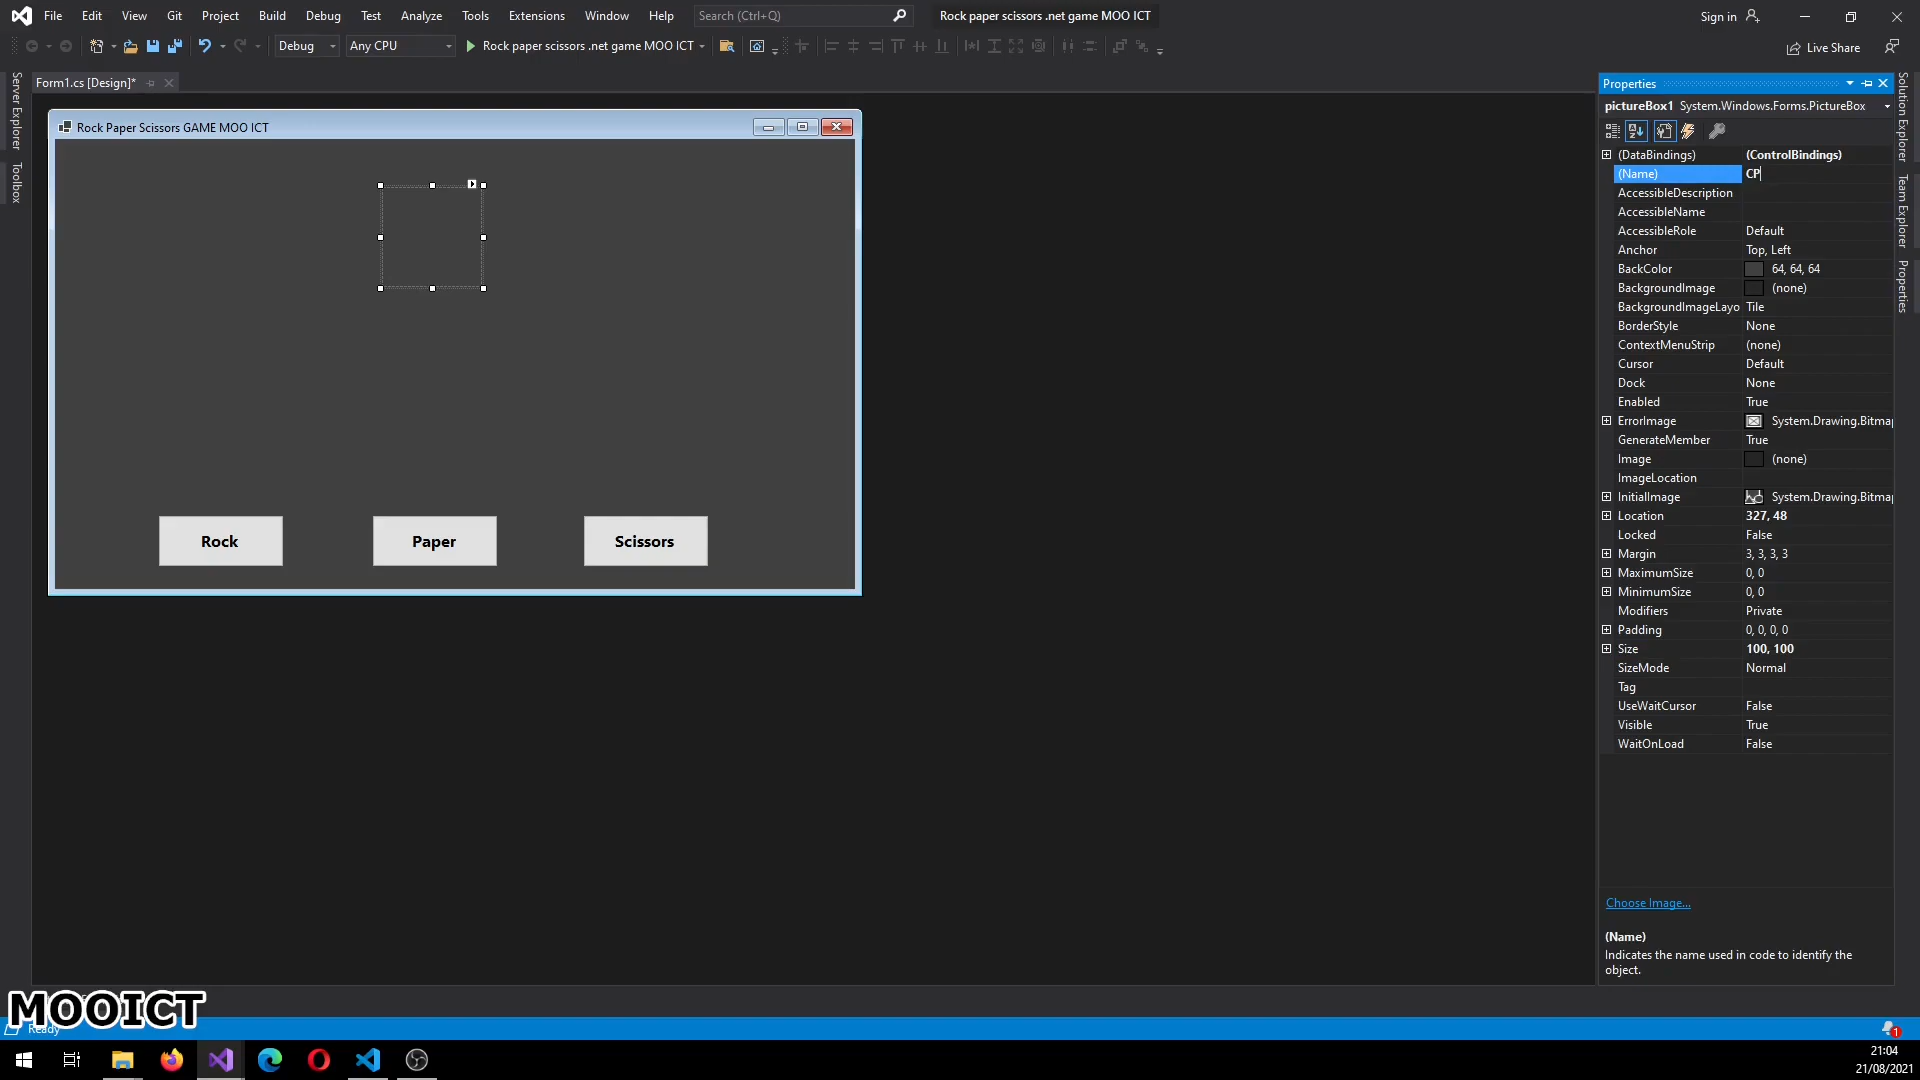 File Edit View Git Project Build Debug Test Analyze Tools Extensions Window Help Search (Ctrl+Q) Rock paper scissors .net game MOO ICT Sign in
Debug Any CPU Rock paper scissors .net game MOO ICT Live Share
Server Explorer
Toolbox
Form1.cs [Design]*
Rock Paper Scissors GAME MOO ICT
Rock Paper Scissors
Properties
pictureBox1 System.Windows.Forms.PictureBox
(DataBindings) (ControlBindings)
(Name) CP
AccessibleDescription
AccessibleName
AccessibleRole Default
Anchor Top, Left
BackColor 64, 64, 64
BackgroundImage (none)
BackgroundImageLayo Tile
BorderStyle None
ContextMenuStrip (none)
Cursor Default
Dock None
Enabled True
ErrorImage System.Drawing.Bitmap
GenerateMember True
Image (none)
ImageLocation
InitialImage System.Drawing.Bitmap
Location 327, 48
Locked False
Margin 3, 3, 3, 3
MaximumSize 0, 0
MinimumSize 0, 0
Modifiers Private
Padding 0, 0, 0, 0
Size 100, 100
SizeMode Normal
Tag
UseWaitCursor False
Visible True
WaitOnLoad False
Choose Image...
(Name)
Indicates the name used in code to identify the
object.
Solution Explorer
Team Explorer
Properties
MOOICT
Ready
1
21:04
21/08/2021